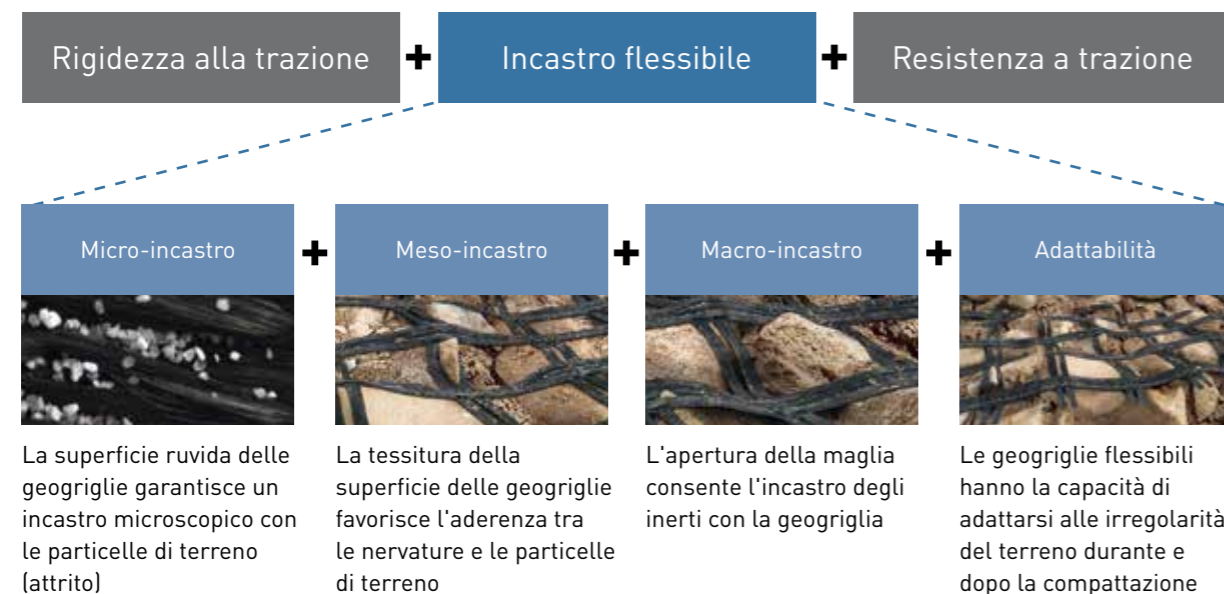 Rigidezza alla trazione + Incastro flessibile + Resistenza a trazione
Micro-incastro + Meso-incastro + Macro-incastro + Adattabilità
La superficie ruvida delle
geogriglie garantisce un
incastro microscopico con
le particelle di terreno
(attrito)
La tessitura della
superficie delle geogriglie
favorisce l'aderenza tra
le nervature e le particelle
di terreno
L'apertura della maglia
consente l'incastro degli
inerti con la geogriglia
Le geogriglie flessibili
hanno la capacità di
adattarsi alle irregolarità
del terreno durante e
dopo la compattazione